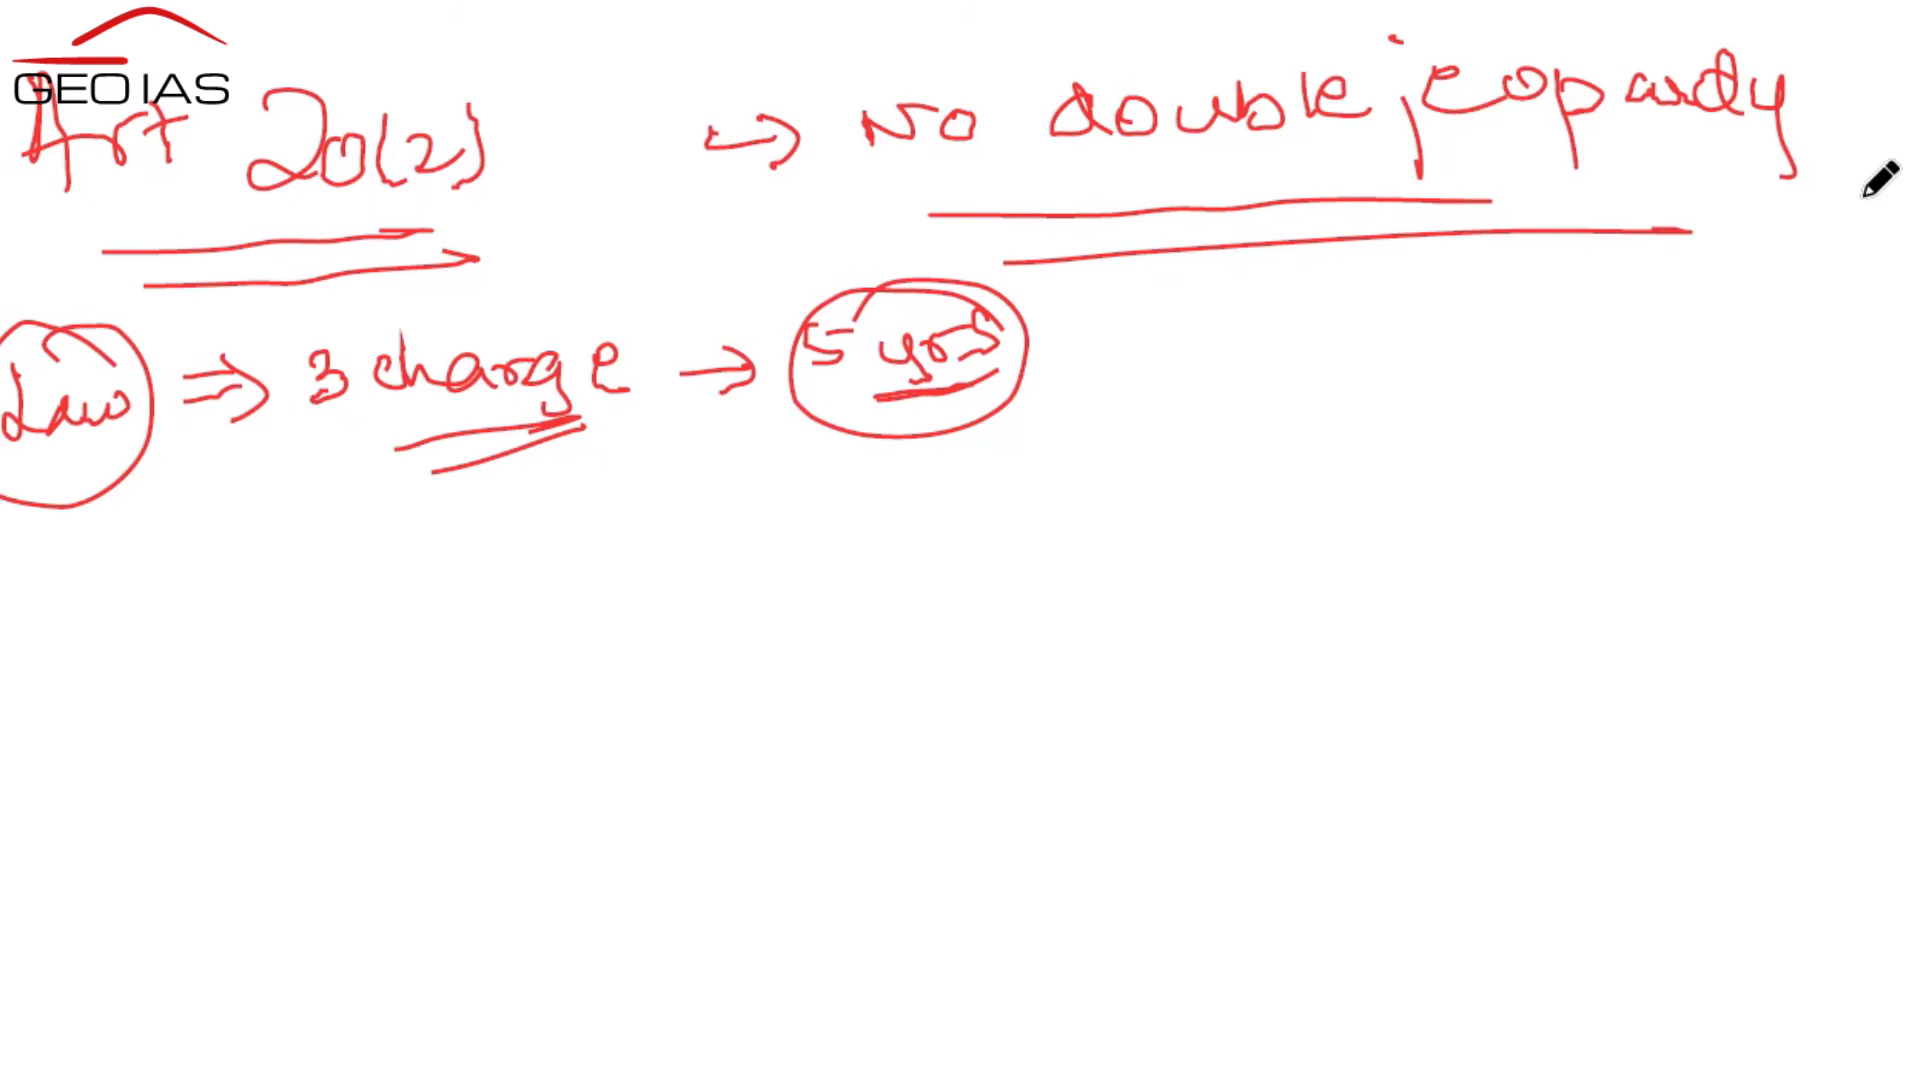 GEO IAS
Art 20(2) → No double jeopardy
Law ⇒ 3 charge → 5 yrs